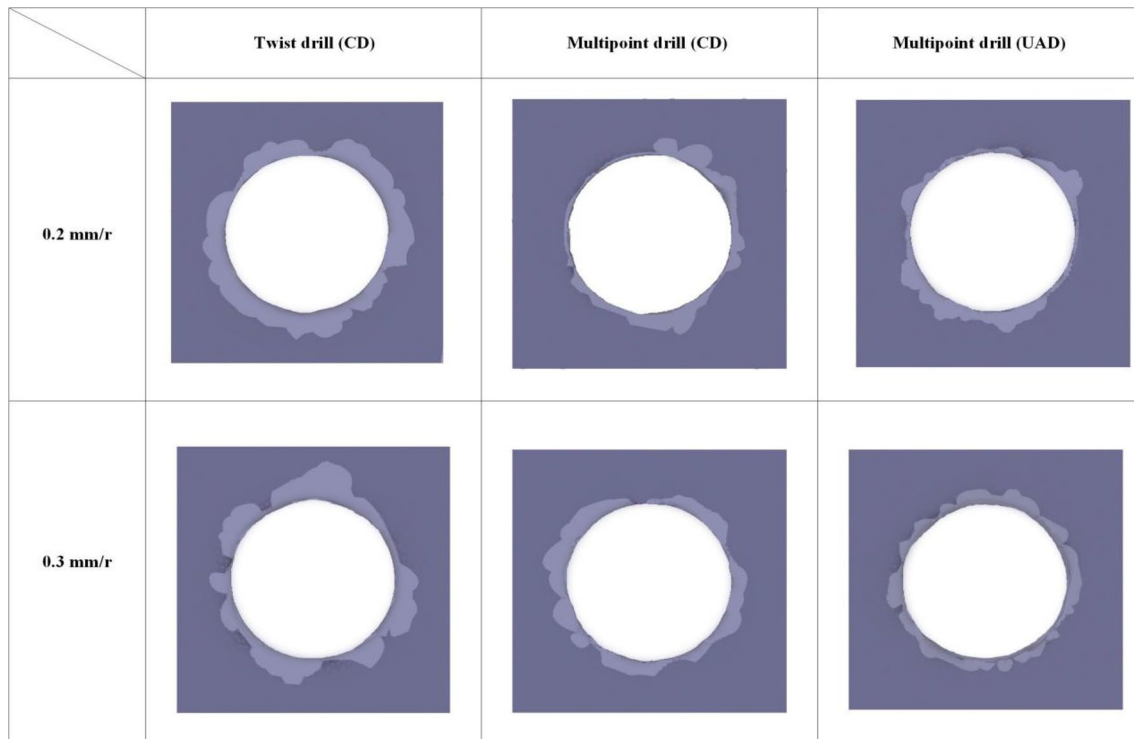 Twist drill (CD)
Multipoint drill (CD)
Multipoint drill (UAD)
0.2 mm/r
0.3 mm/r